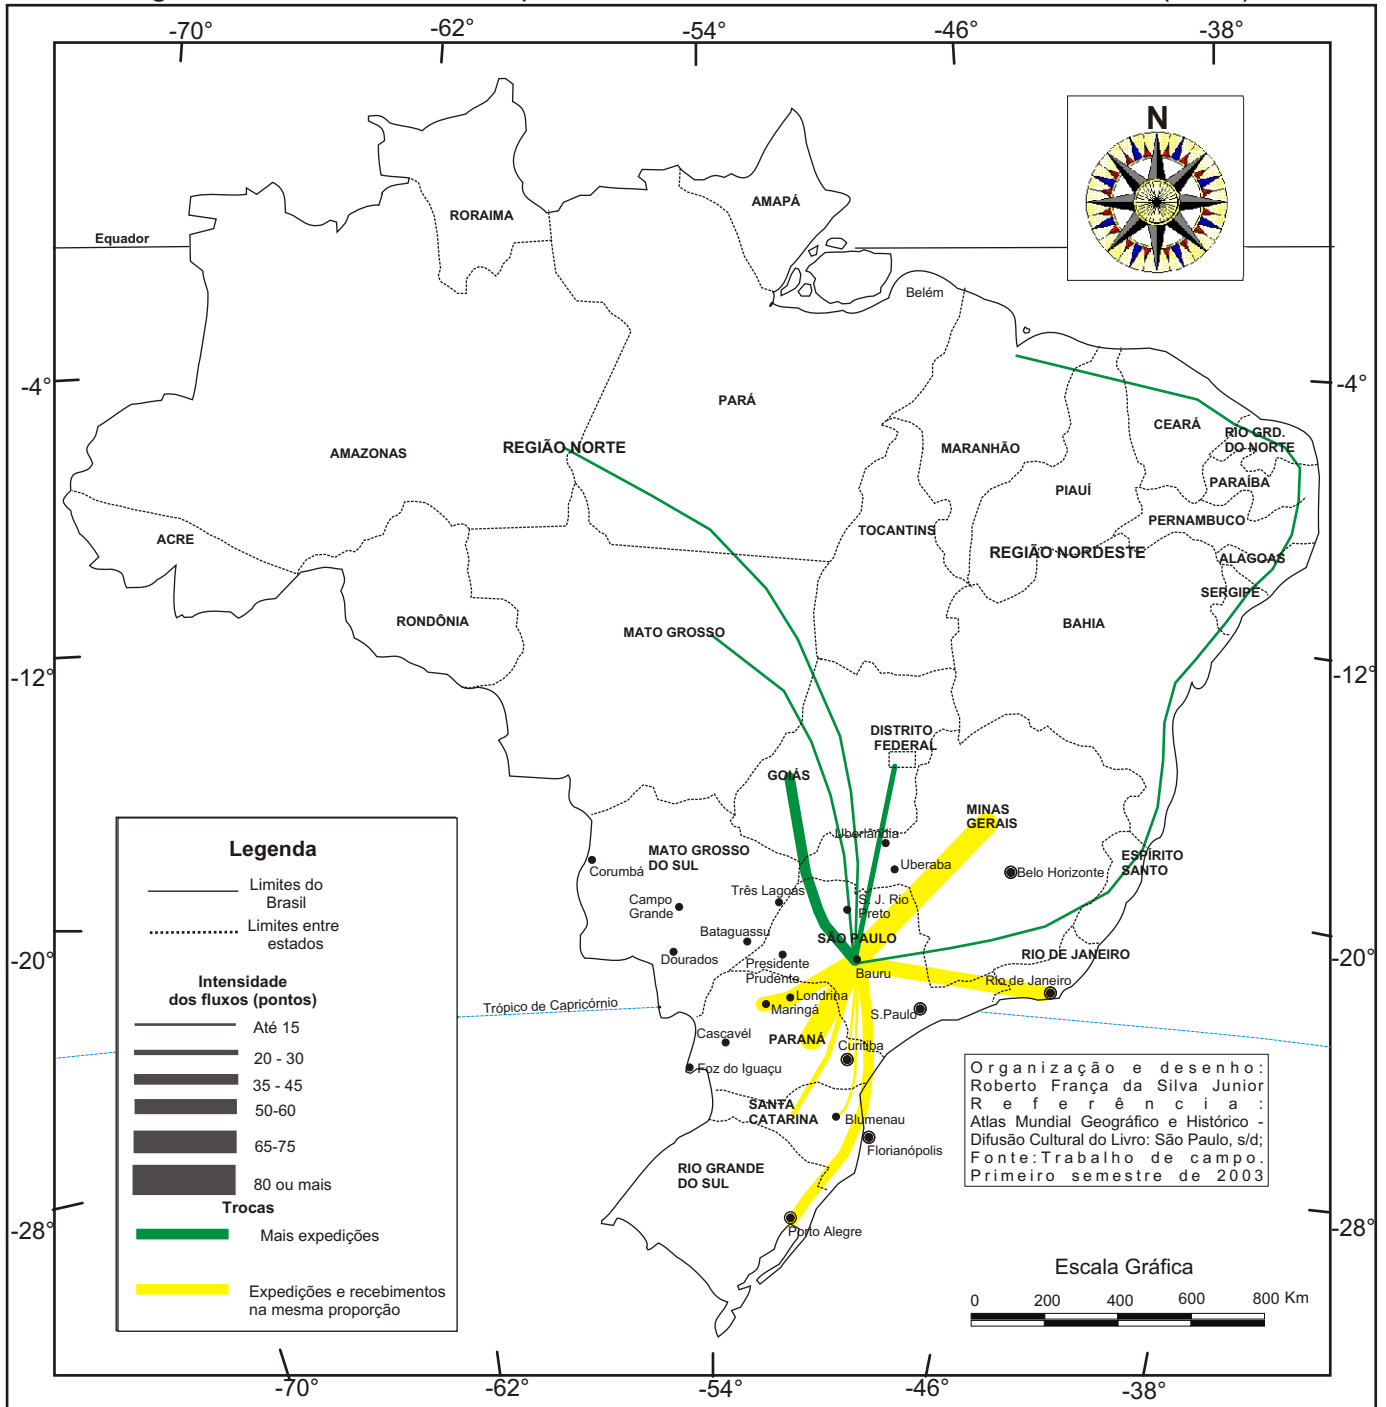 -70°
-62°
-54°
-46°
-38°
N
RORAIMA
AMAPÁ
Equador
Belém
-4°
-4°
PARÁ
CEARÁ
RIO GRD.
DO NORTE
REGIÃO NORTE
AMAZONAS
MARANHÃO
PARAÍBA
PIAUÍ
PERNAMBUCO
TOCANTINS
ACRE
REGIÃO NORDESTE
ALAGOAS
SERGIPE
RONDÔNIA
MATO GROSSO
BAHIA
-12°
-12°
DISTRITO
FEDERAL
GOIÁS
MINAS
GERAIS
Uberlândia
MATO GROSSO
DO SUL
Corumbá
Uberaba
Belo Horizonte
ESPÍRITO
SANTO
Três Lagoas
Campo
Grande
S. J. Rio
Preto
Bataguassu
SÃO PAULO
-20°
-20°
Dourados
Presidente
Prudente
Bauru
RIO DE JANEIRO
Rio de Janeiro
Londrina
Maringá
Trópico de Capricórnio
S.Paulo
Cascavél
PARANÁ
Curitiba
Foz do Iguaçu
SANTA
CATARINA
Blumenau
Florianópolis
RIO GRANDE
DO SUL
Porto Alegre
-28°
-28°
Legenda
Limites do
Brasil
Limites entre
estados
Intensidade
dos fluxos (pontos)
Até 15
20 - 30
35 - 45
50-60
65-75
80 ou mais
Trocas
Mais expedições
Expedições e recebimentos
na mesma proporção
Organização e desenho:
Roberto França da Silva Junior
Referência:
Atlas Mundial Geográfico e Histórico -
Difusão Cultural do Livro: São Paulo, s/d;
Fonte:Trabalho de campo.
Primeiro semestre de 2003
Escala Gráfica
0 200 400 600 800 Km
-70°
-62°
-54°
-46°
-38°